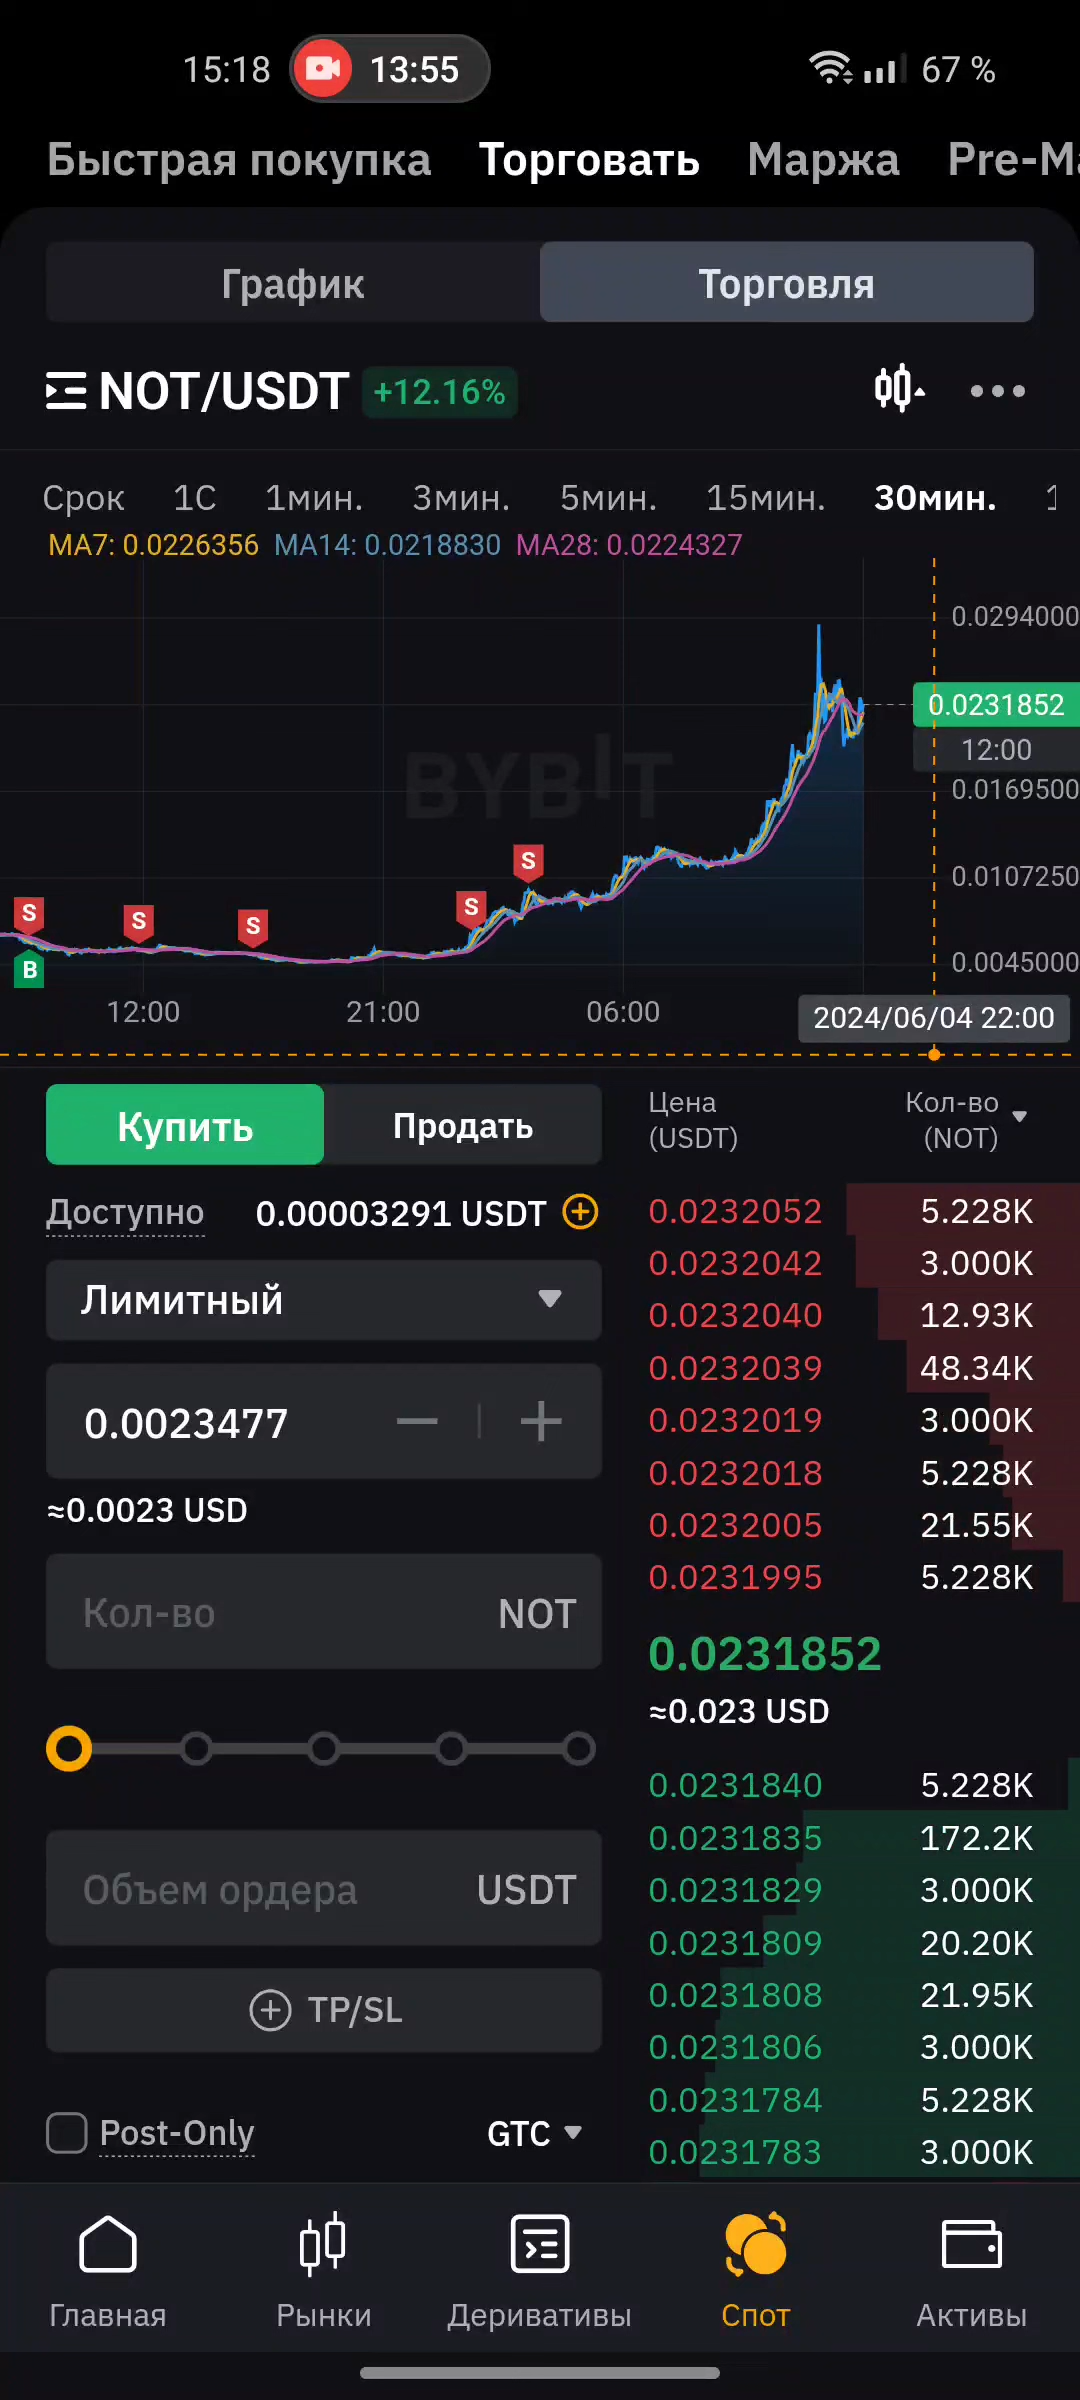 15:18 13:55 67 %
Быстрая покупка Торговать Маржа Pre-Ma
График Торговля
NOT/USDT +12.16%
Срок 1С 1мин. 3мин. 5мин. 15мин. 30мин. 1
MA7: 0.0226356 MA14: 0.0218830 MA28: 0.0224327
0.0294000
0.0231852
12:00
0.0169500
0.0107250
0.0045000
BYBIT
S
S
S
S
S
B
12:00 21:00 06:00 2024/06/04 22:00
Купить Продать
Доступно 0.00003291 USDT
Лимитный
0.0023477
≈0.0023 USD
Кол-во NOT
Объем ордера USDT
TP/SL
Post-Only GTC
Цена (USDT) Кол-во (NOT)
0.0232052 5.228K
0.0232042 3.000K
0.0232040 12.93K
0.0232039 48.34K
0.0232019 3.000K
0.0232018 5.228K
0.0232005 21.55K
0.0231995 5.228K
0.0231852
≈0.023 USD
0.0231840 5.228K
0.0231835 172.2K
0.0231829 3.000K
0.0231809 20.20K
0.0231808 21.95K
0.0231806 3.000K
0.0231784 5.228K
0.0231783 3.000K
Главная Рынки Деривативы Спот Активы